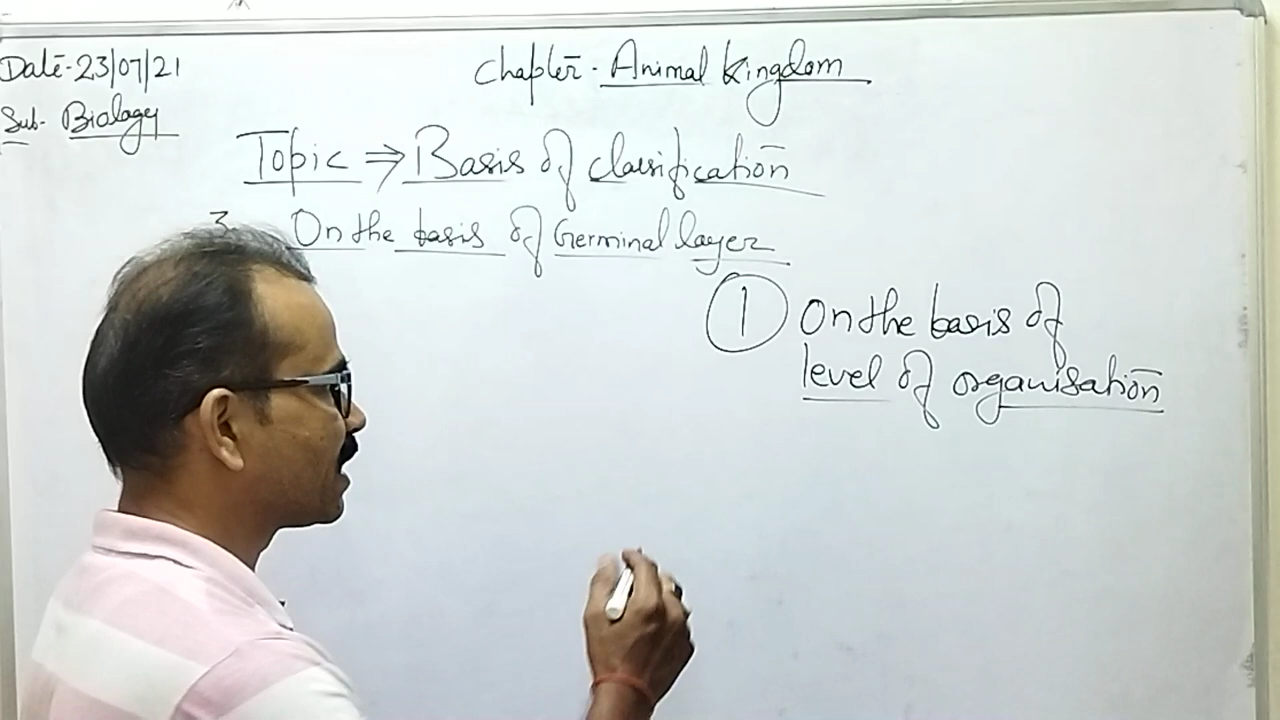 Date-23/07/21
Sub- Biology
Chapter - Animal Kingdom
Topic ⇒ Basis of classification
3. On the basis of Germinal layer
1 On the basis of
level of organisation